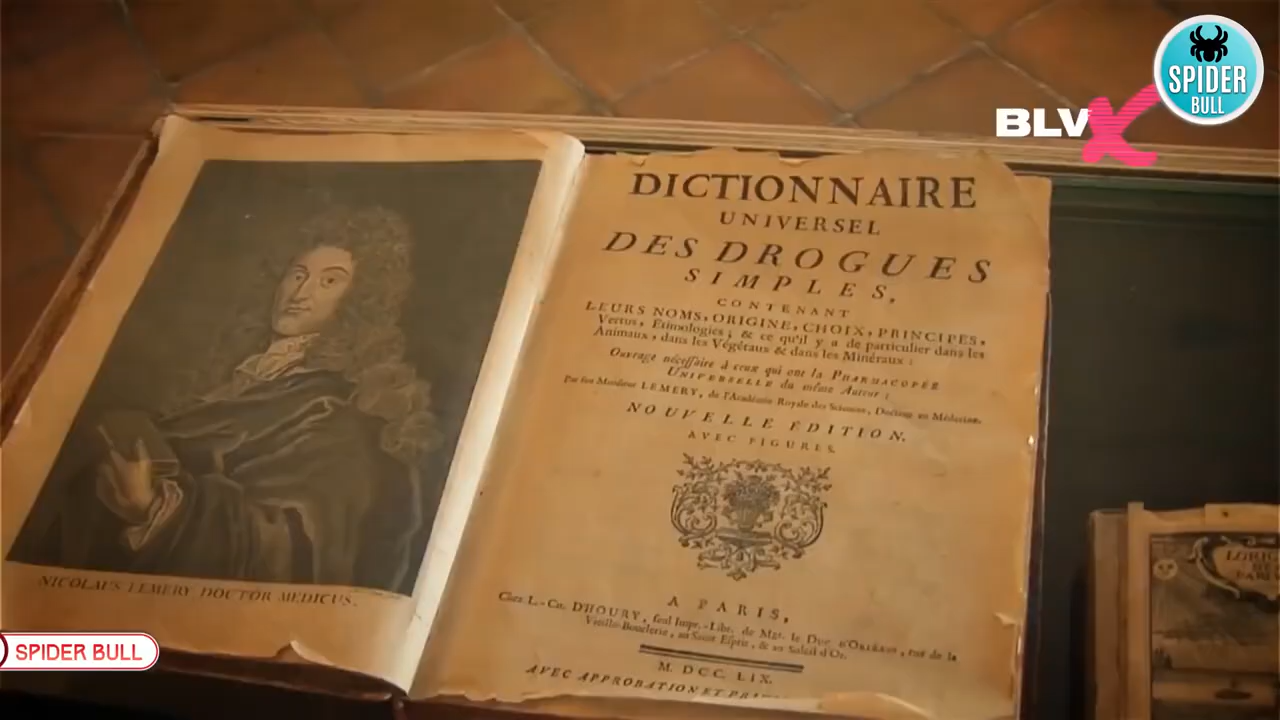 SPIDER
BULL
BLVX
DICTIONNAIRE
UNIVERSEL
DES DROGUES
SIMPLES,
CONTENANT
LEURS NOMS, ORIGINE, CHOIX, PRINCIPES,
Vertus, Etimologies ; & ce qu'il y a de particulier dans les
Animaux, dans les Végétaux & dans les Minéraux :
Ouvrage nécessaire à ceux qui ont la PHARMACOPÉE
UNIVERSELLE du même Auteur :
Par feu Monsieur LEMERY, de l'Académie Royale des Sciences, Docteur en Médecine.
NOUVELLE ÉDITION.
AVEC FIGURES.
NICOLAUS LEMERY DOCTOR MEDICUS.
A PARIS,
Chez L.-CH. D'HOURY, seul Impr.-Libr. de Mgr. le Duc D'ORLÉANS, rue de la
Vieille-Bouclerie, au Saint Esprit, & au Soleil d'Or.
M. DCC. LIX.
AVEC APPROBATION ET
SPIDER BULL